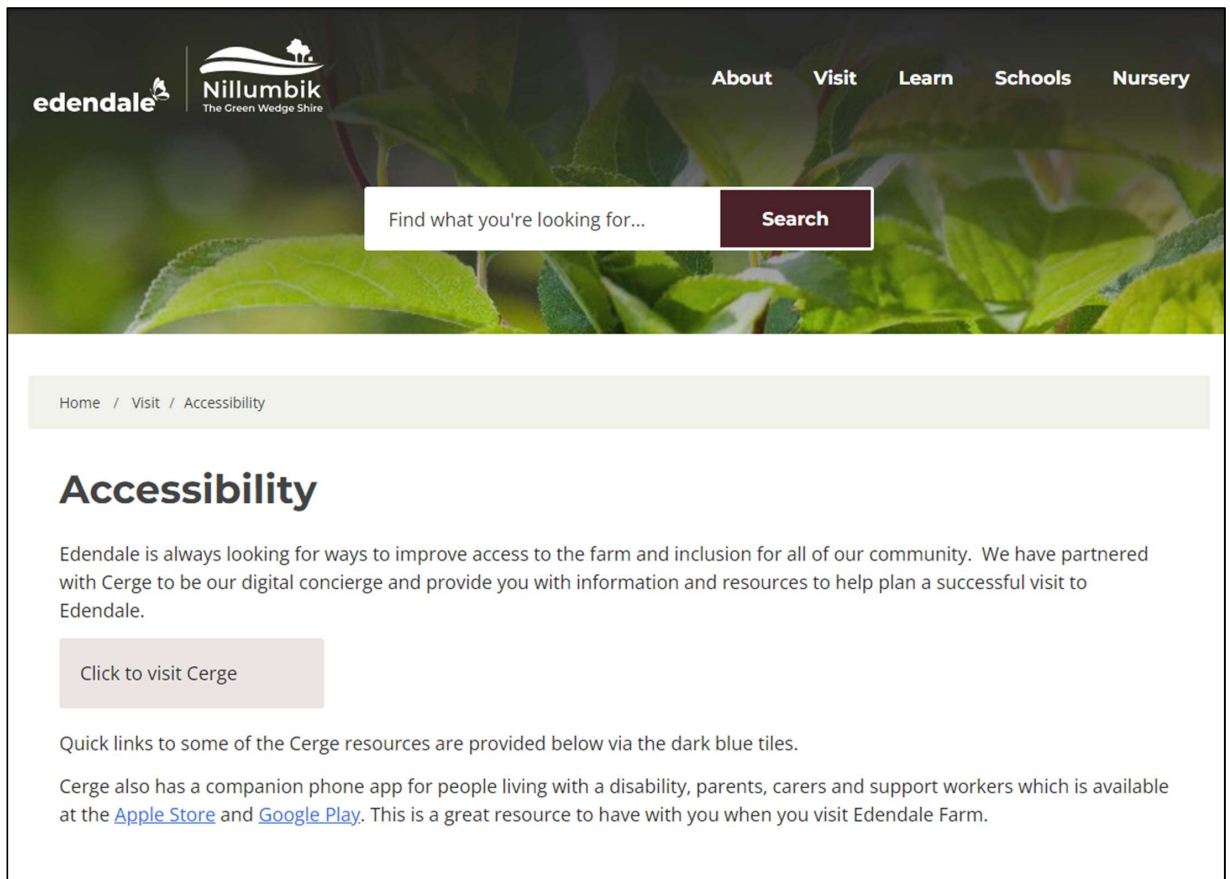 edendale
Nillumbik
The Green Wedge Shire
About Visit Learn Schools Nursery
Find what you're looking for... Search
Home / Visit / Accessibility
Accessibility
Edendale is always looking for ways to improve access to the farm and inclusion for all of our community.  We have partnered
with Cerge to be our digital concierge and provide you with information and resources to help plan a successful visit to
Edendale.
Click to visit Cerge
Quick links to some of the Cerge resources are provided below via the dark blue tiles.
Cerge also has a companion phone app for people living with a disability, parents, carers and support workers which is available
at the Apple Store and Google Play. This is a great resource to have with you when you visit Edendale Farm.